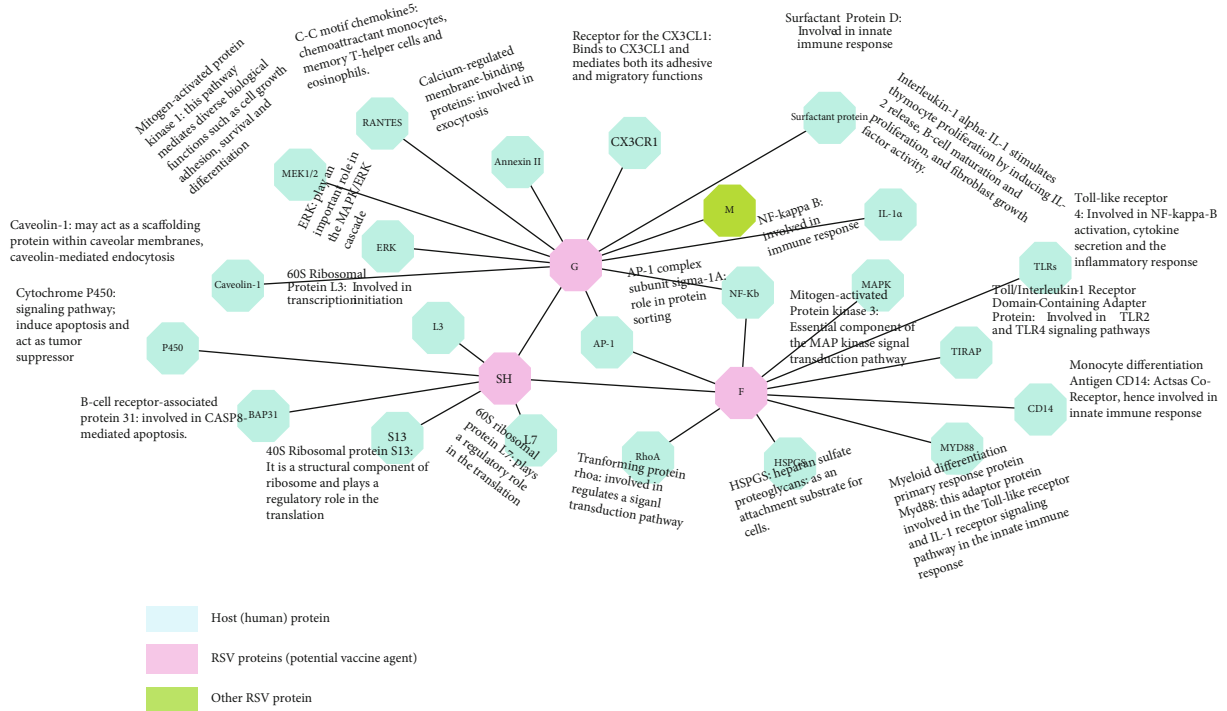 C-C motif chemokine5:
chemoattractant monocytes,
memory T-helper cells and
eosinophils.
Mitogen-activated protein
kinase 1: this pathway
mediates diverse biological
functions such as cell growth
adhesion, survival and
differentiation
Calcium-regulated
membrane-binding
proteins: involved in
exocytosis
Receptor for the CX3CL1:
Binds to CX3CL1 and
mediates both its adhesive
and migratory functions
Surfactant Protein D:
Involved in innate
immune response
Interleukin-1 alpha: IL-1 stimulates
thymocyte proliferation by inducing IL-
2 release, B-cell maturation and
proliferation, and fibroblast growth
factor activity.
RANTES
Annexin II
CX3CR1
Surfactant protein
MEK1/2
ERK: play an
important role in
the MAPK/ERK
cascade
ERK
M
IL-1α
NF-kappa B:
involved in
immune response
Toll-like receptor
4: Involved in NF-kappa-B
activation, cytokine
secretion and the
inflammatory response
Caveolin-1: may act as a scaffolding
protein within caveolar membranes,
caveolin-mediated endocytosis
Caveolin-1
60S Ribosomal
Protein L3: Involved in
transcription initiation
G
AP-1 complex
subunit sigma-1A:
role in protein
sorting
NF-Kb
MAPK
TLRs
Mitogen-activated
Protein kinase 3:
Essential component of
the MAP kinase signal
transduction pathway
Toll/Interleukin-1 Receptor
Domain-Containing Adapter
Protein: Involved in TLR2
and TLR4 signaling pathways
Cytochrome P450:
signaling pathway;
induce apoptosis and
act as tumor
suppressor
P450
L3
AP-1
TIRAP
SH
F
Monocyte differentiation
Antigen CD14: Actsas Co-
Receptor, hence involved in
innate immune response
CD14
B-cell receptor-associated
protein 31: involved in CASP8-
mediated apoptosis.
BAP31
S13
40S Ribosomal protein S13:
It is a structural component of
ribosome and plays a
regulatory role in the
translation
L7
60S ribosomal
protein L7: plays
a regulatory role
in the translation
RhoA
Tranforming protein
rhoa: involved in
regulates a siganl
transduction pathway
HSPGS
HSPGS: heparan sulfate
proteoglycans: as an
attachment substrate for
cells.
MYD88
Myeloid differentiation
primary response protein
Myd88: this adaptor protein
involved in the Toll-like receptor
and IL-1 receptor signaling
pathway in the innate immune
response
Host (human) protein
RSV proteins (potential vaccine agent)
Other RSV protein